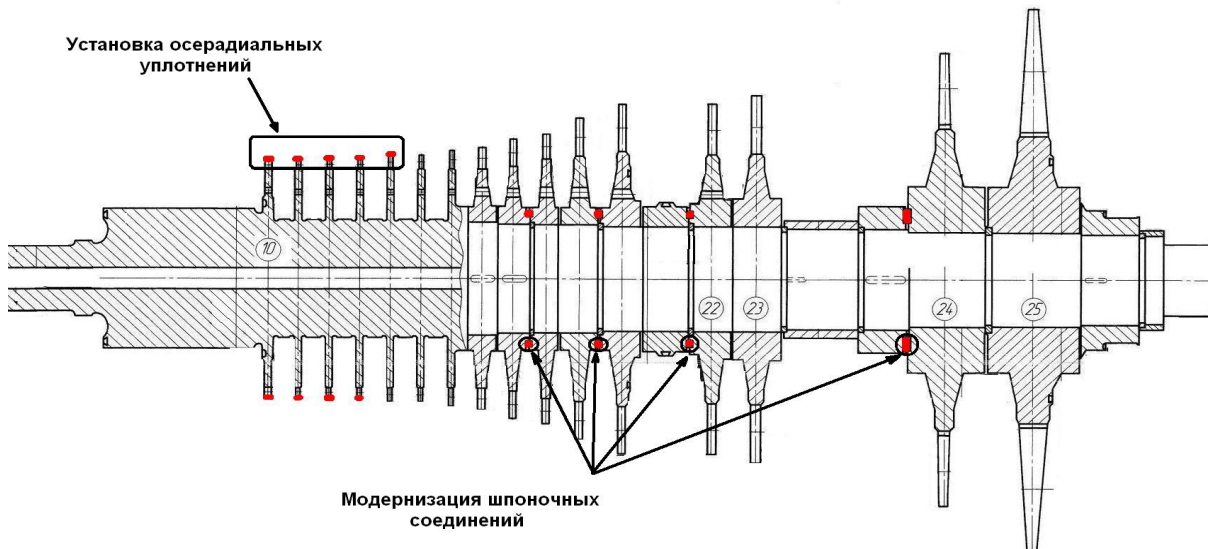 Установка осерадиальных
уплотнений
10
22
23
24
25
Модернизация шпоночных
соединений